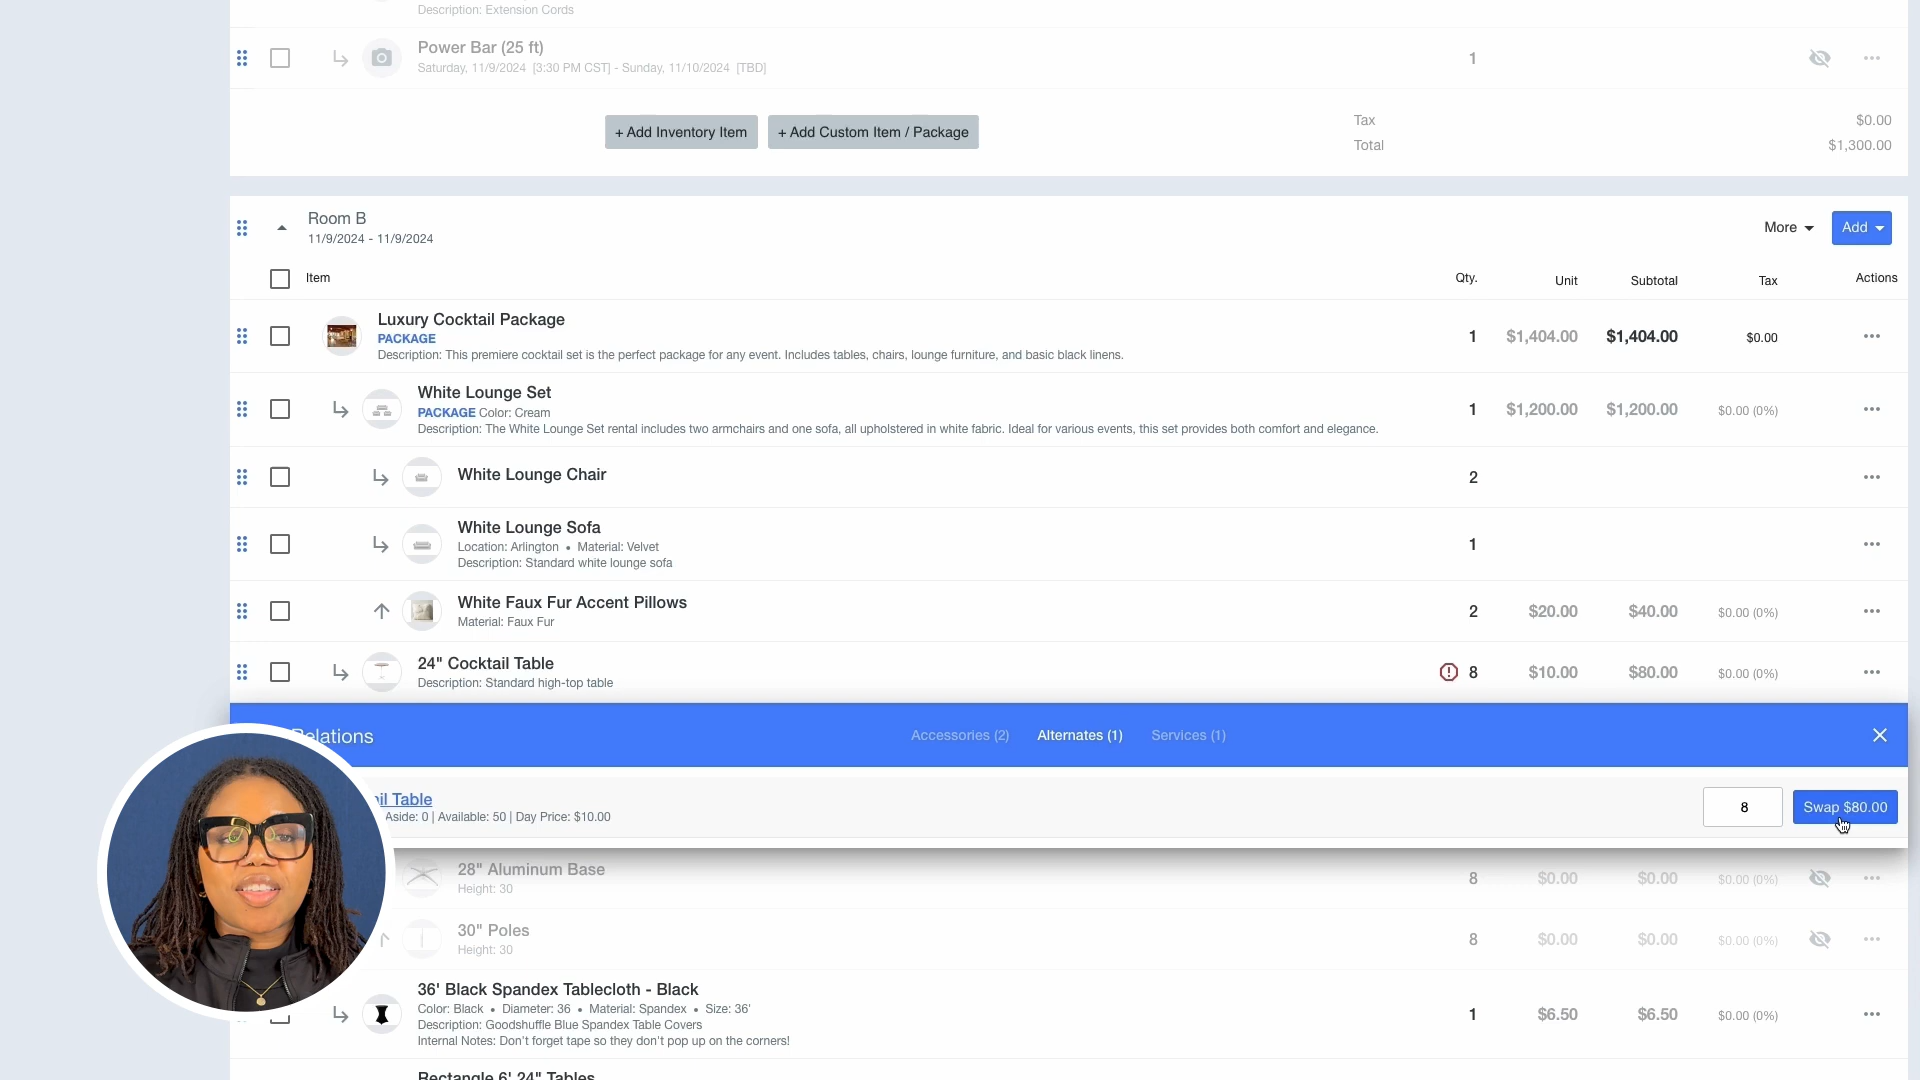 Description: Extension Cords
Power Bar (25 ft)
Saturday, 11/9/2024 [3:30 PM CST] - Sunday, 11/10/2024 [TBD]
1
+ Add Inventory Item
+ Add Custom Item / Package
Tax $0.00
Total $1,300.00
Room B
11/9/2024 - 11/9/2024
More
Add
Item Qty. Unit Subtotal Tax Actions
Luxury Cocktail Package
PACKAGE
Description: This premiere cocktail set is the perfect package for any event. Includes tables, chairs, lounge furniture, and basic black linens.
1 $1,404.00 $1,404.00 $0.00
White Lounge Set
PACKAGE Color: Cream
Description: The White Lounge Set rental includes two armchairs and one sofa, all upholstered in white fabric. Ideal for various events, this set provides both comfort and elegance.
1 $1,200.00 $1,200.00 $0.00 (0%)
White Lounge Chair
2
White Lounge Sofa
Location: Arlington • Material: Velvet
Description: Standard white lounge sofa
1
White Faux Fur Accent Pillows
Material: Faux Fur
2 $20.00 $40.00 $0.00 (0%)
24" Cocktail Table
Description: Standard high-top table
8 $10.00 $80.00 $0.00 (0%)
Relations
Accessories (2)
Alternates (1)
Services (1)
Table
Aside: 0 | Available: 50 | Day Price: $10.00
8
Swap $80.00
28" Aluminum Base
Height: 30
8 $0.00 $0.00 $0.00 (0%)
30" Poles
Height: 30
8 $0.00 $0.00 $0.00 (0%)
36' Black Spandex Tablecloth - Black
Color: Black • Diameter: 36 • Material: Spandex • Size: 36'
Description: Goodshuffle Blue Spandex Table Covers
Internal Notes: Don't forget tape so they don't pop up on the corners!
1 $6.50 $6.50 $0.00 (0%)
Rectangle 6' 24" Tables